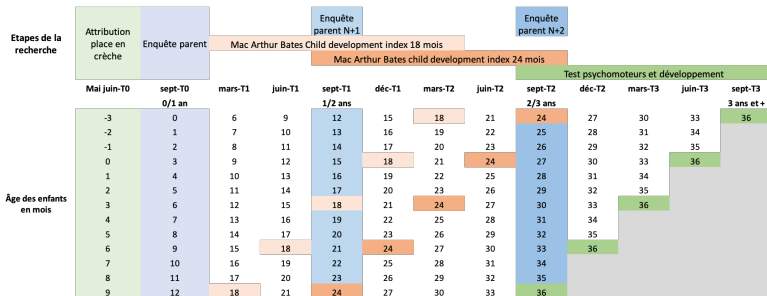 Etapes de la recherche
Attribution place en crèche
Enquête parent
Enquête parent N+1
Enquête parent N+2
Mac Arthur Bates Child development index 18 mois
Mac Arthur Bates child development index 24 mois
Test psychomoteurs et développement
Mai juin-T0 sept-T0 mars-T1 juin-T1 sept-T1 déc-T1 mars-T2 juin-T2 sept-T2 déc-T2 mars-T3 juin-T3 sept-T3
0/1 an 1/2 ans 2/3 ans 3 ans et +
-3 0 6 9 12 15 18 21 24 27 30 33 36
-2 1 7 10 13 16 19 22 25 28 31 34
-1 2 8 11 14 17 20 23 26 29 32 35
0 3 9 12 15 18 21 24 27 30 33 36
1 4 10 13 16 19 22 25 28 31 34
2 5 11 14 17 20 23 26 29 32 35
Âge des enfants en mois
3 6 12 15 18 21 24 27 30 33 36
4 7 13 16 19 22 25 28 31 34
5 8 14 17 20 23 26 29 32 35
6 9 15 18 21 24 27 30 33 36
7 10 16 19 22 25 28 31 34
8 11 17 20 23 26 29 32 35
9 12 18 21 24 27 30 33 36